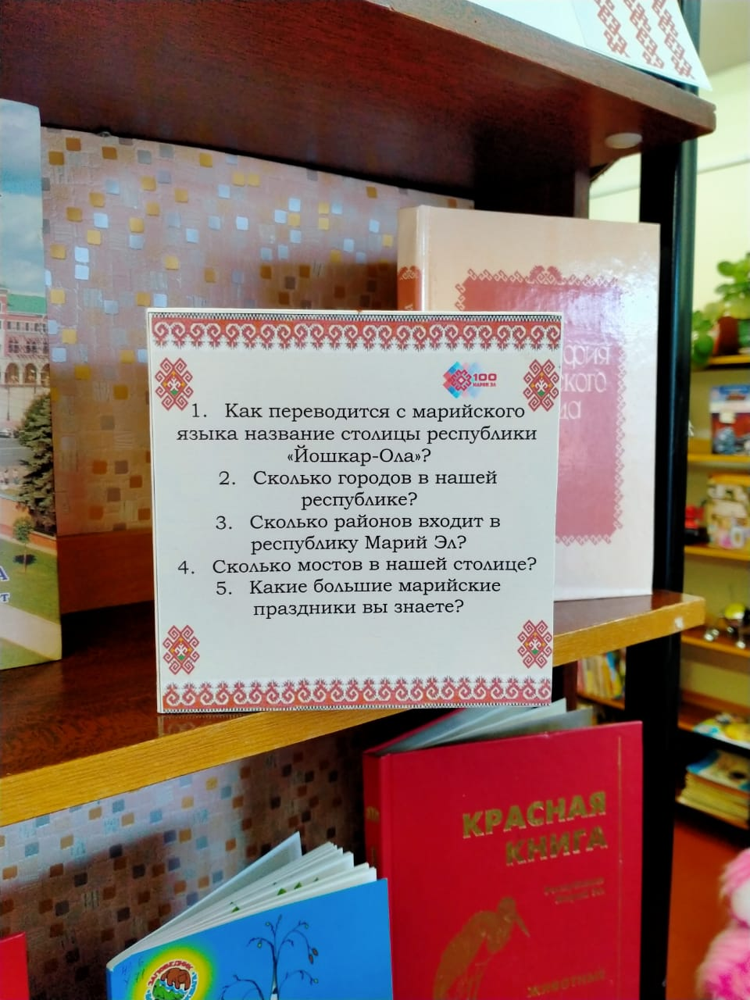 100
МАРИЙ ЭЛ
1. Как переводится с марийского
языка название столицы республики
«Йошкар-Ола»?
2. Сколько городов в нашей
республике?
3. Сколько районов входит в
республику Марий Эл?
4. Сколько мостов в нашей столице?
5. Какие большие марийские
праздники вы знаете?
КРАСНАЯ
КНИГА
ЖИВОТНЫЕ
ЗАПОВЕДНИК